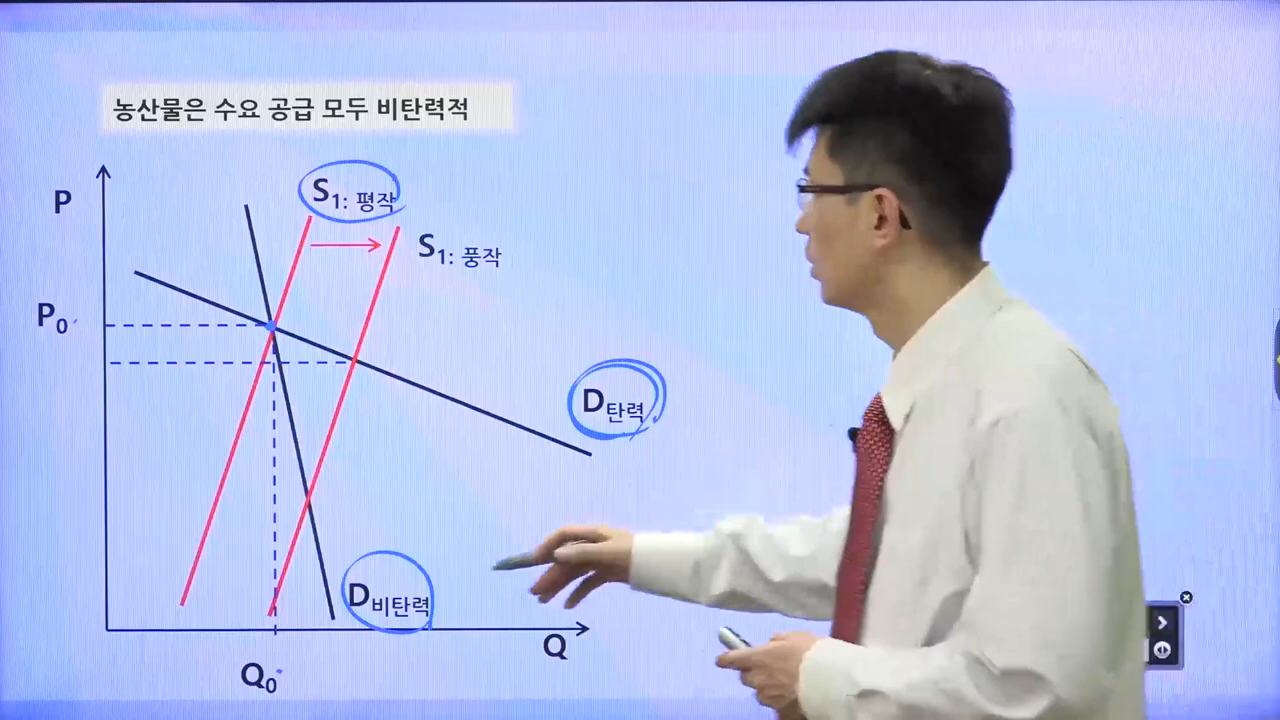 농산물은 수요 공급 모두 비탄력적
P
S1: 평작
S1: 풍작
P0
D탄력
D비탄력
Q
Q0